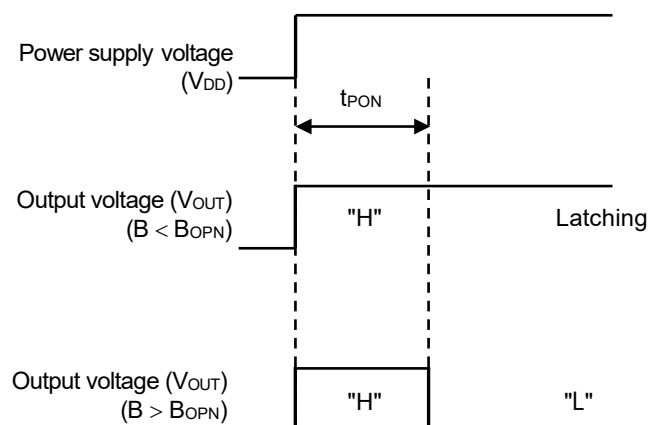 Power supply voltage
(VDD)
tPON
Output voltage (VOUT)
(B < BOPN)
"H"
Latching
Output voltage (VOUT)
(B > BOPN)
"H"
"L"